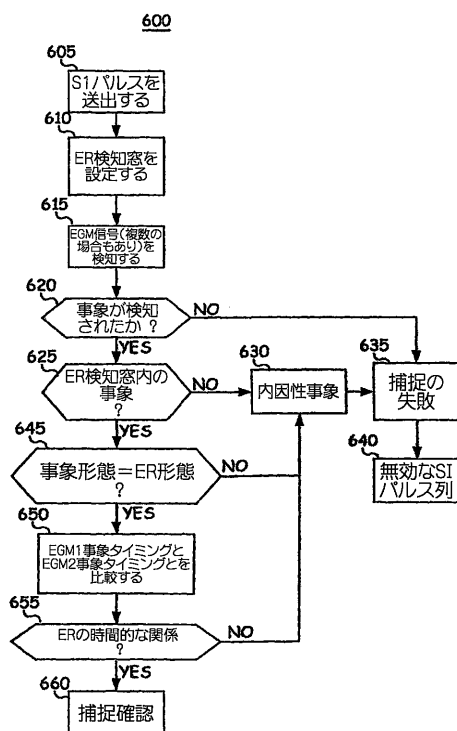 600
605
S1パルスを
送出する
610
ER検知窓を
設定する
615
EGM信号(複数の
場合もあり)を
検知する
620
事象が検知
されたか ?
NO
YES
625
ER検知窓内の
事象
?
NO
630
内因性事象
635
捕捉の
失敗
YES
645
事象形態=ER形態
?
NO
640
無効なSI
パルス列
YES
650
EGM1事象タイミングと
EGM2事象タイミングとを
比較する
655
ERの時間的な関係
?
NO
YES
660
捕捉確認